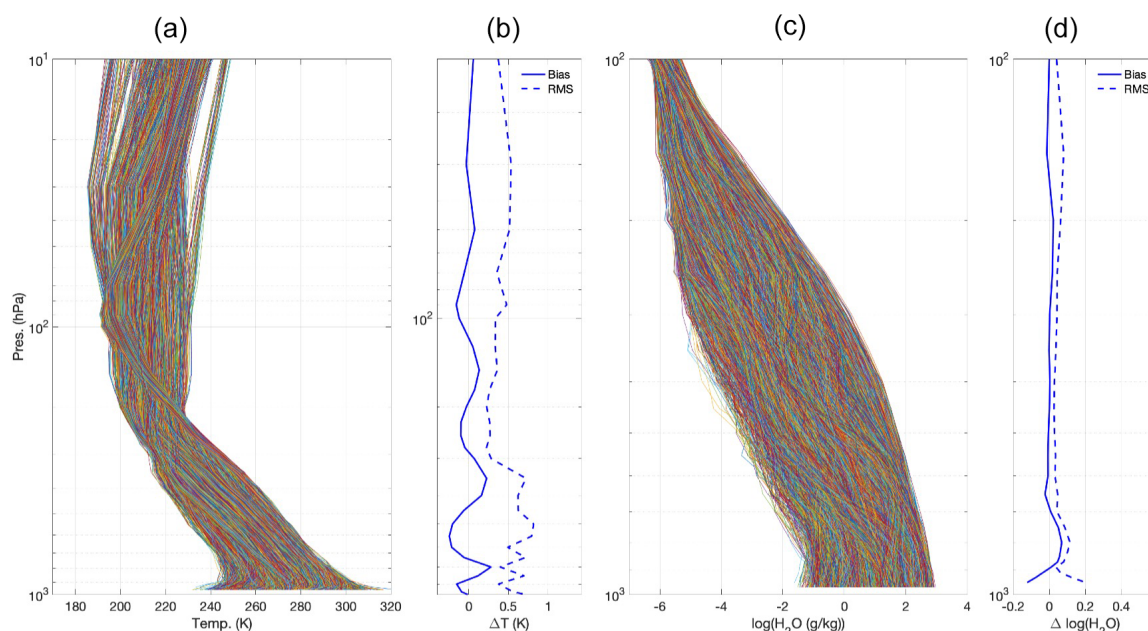 (a)
(b)
(c)
(d)
10¹
10²
10³
Pres. (hPa)
180 200 220 240 260 280 300 320
Temp. (K)
Bias
RMS
10²
0 0.5 1
ΔT (K)
10²
10³
-6 -4 -2 0 2 4
log(H₂O (g/kg))
Bias
RMS
10²
10³
-0.2 0 0.2 0.4
Δ log(H₂O)